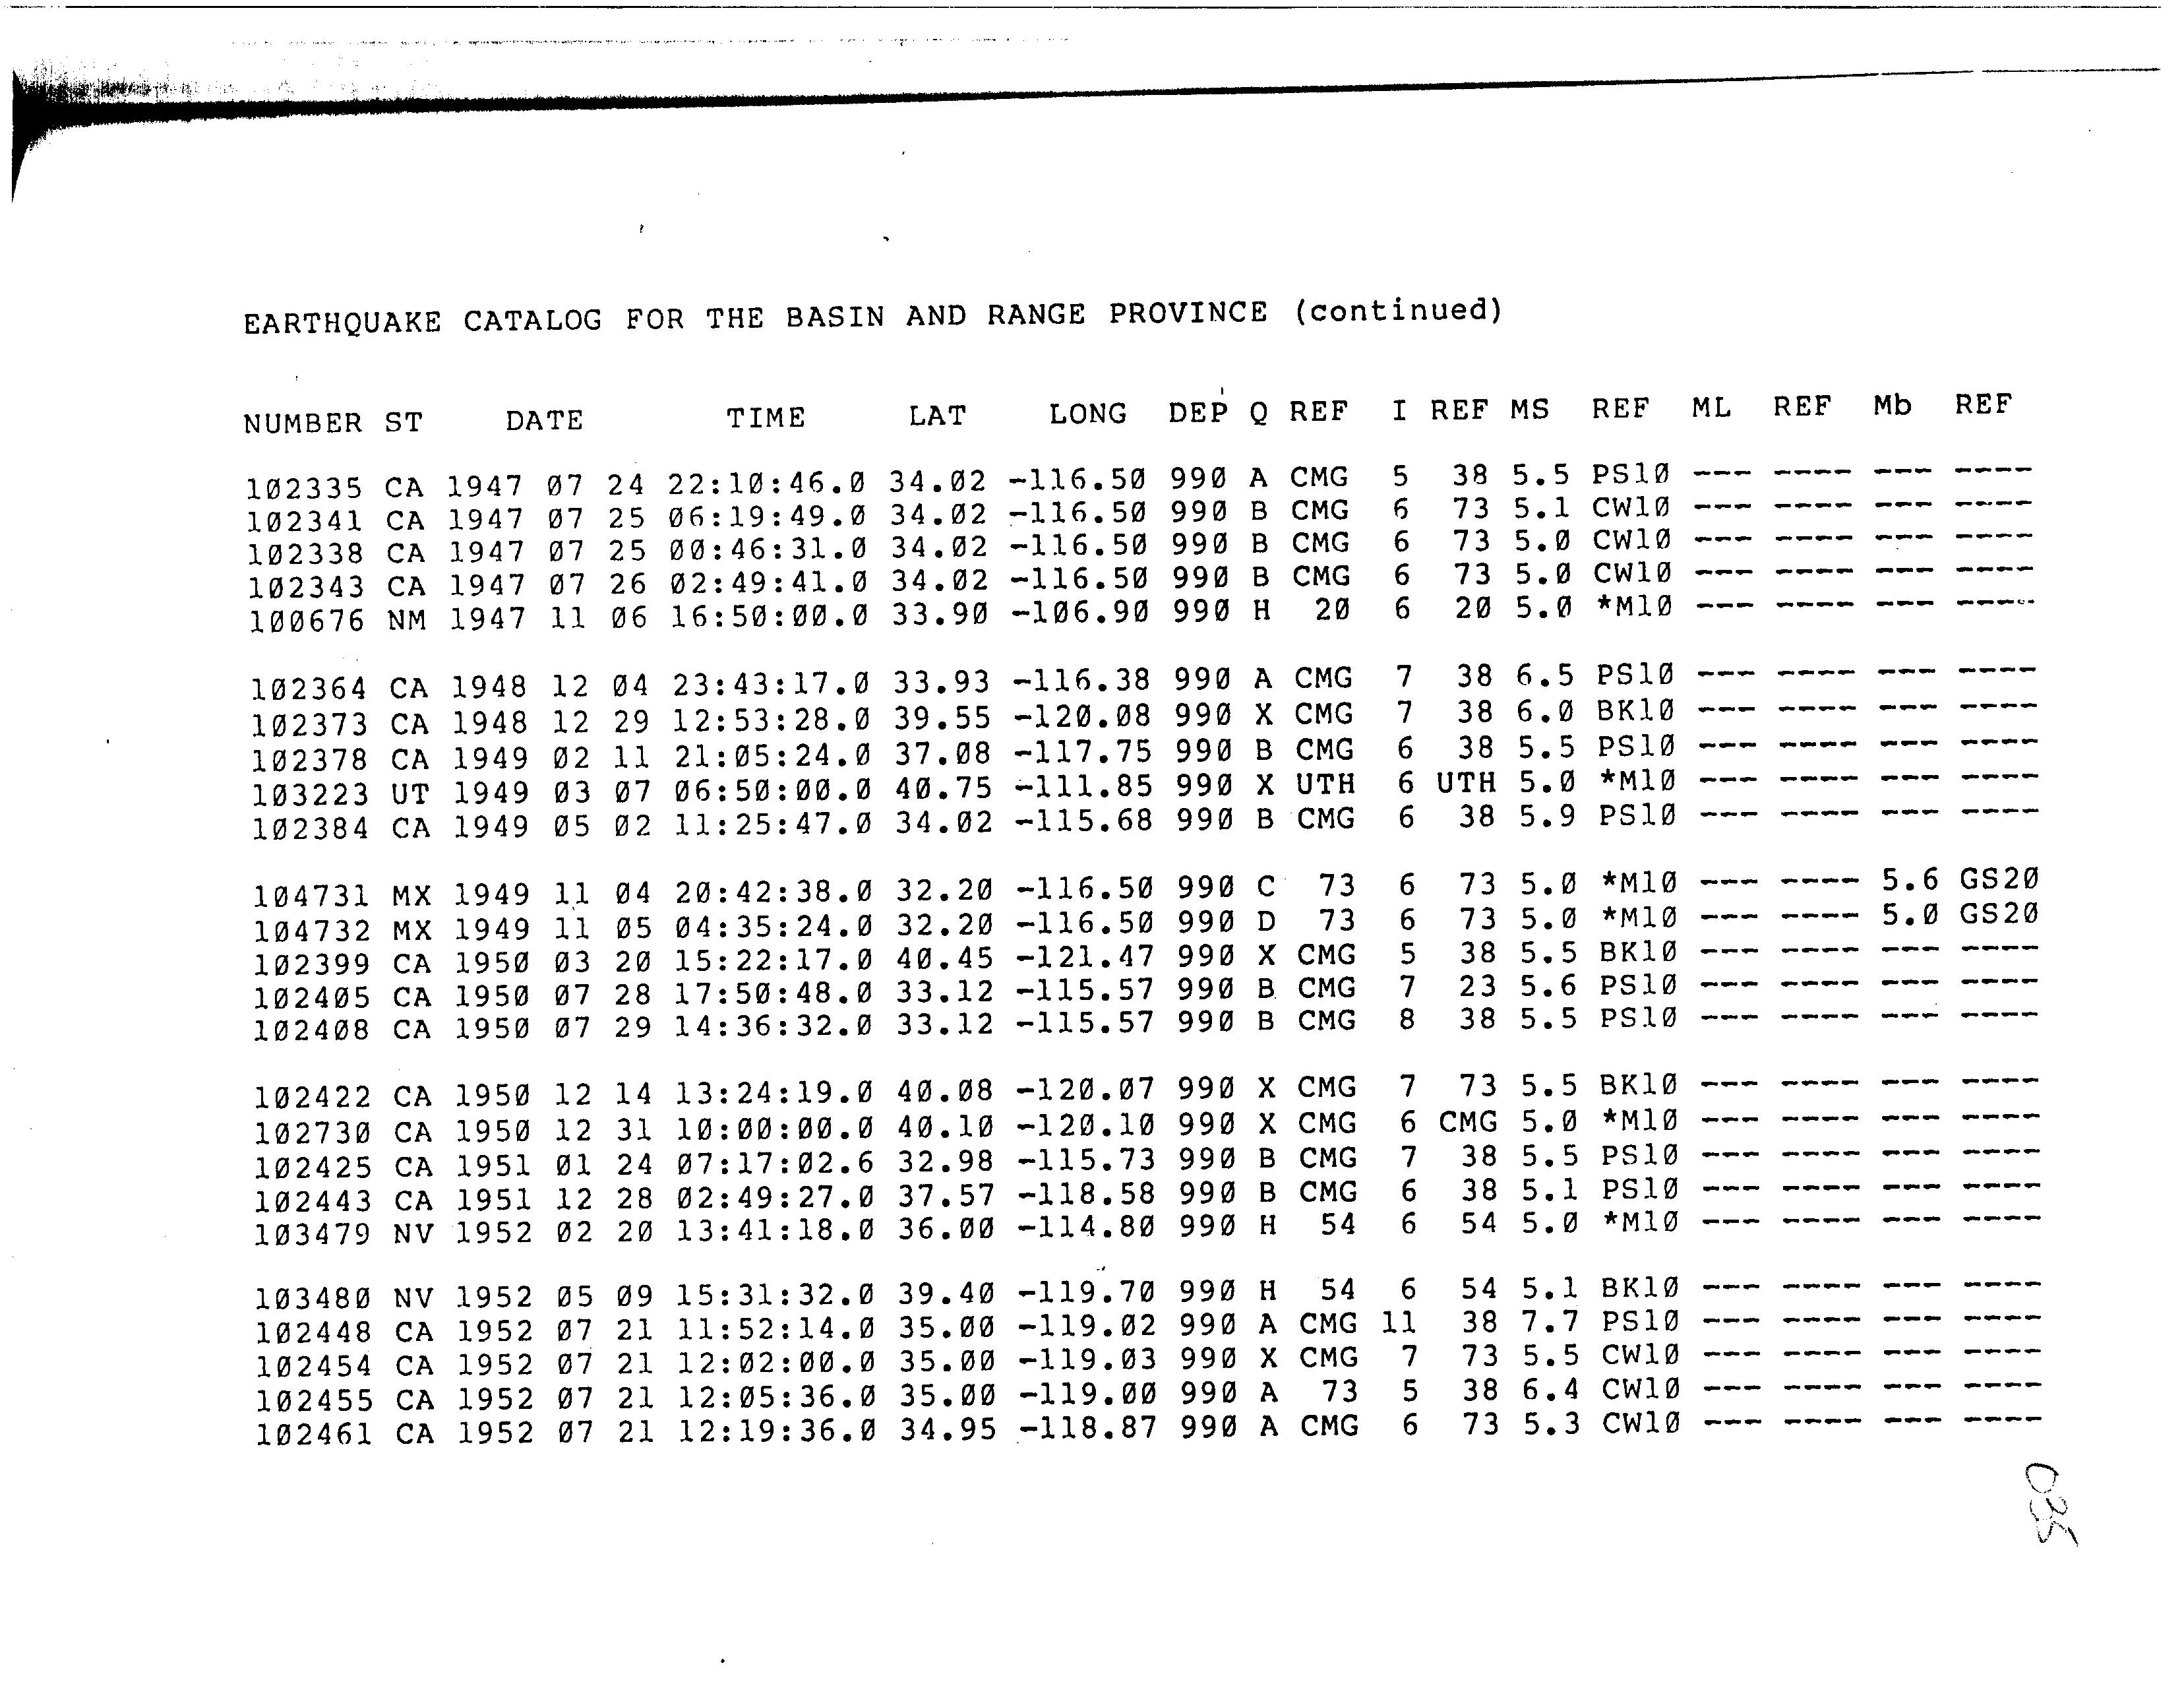 EARTHQUAKE CATALOG FOR THE BASIN AND RANGE PROVINCE (continued)
NUMBER ST DATE TIME LAT LONG DEP Q REF I REF MS REF ML REF Mb REF
102335 CA 1947 07 24 22:10:46.0 34.02 -116.50 990 A CMG 5 38 5.5 PS10 --- ---- --- ----
102341 CA 1947 07 25 06:19:49.0 34.02 -116.50 990 B CMG 6 73 5.1 CW10 --- ---- --- ----
102338 CA 1947 07 25 00:46:31.0 34.02 -116.50 990 B CMG 6 73 5.0 CW10 --- ---- --- ----
102343 CA 1947 07 26 02:49:41.0 34.02 -116.50 990 B CMG 6 73 5.0 CW10 --- ---- --- ----
100676 NM 1947 11 06 16:50:00.0 33.90 -106.90 990 H 20 6 20 5.0 *M10 --- ---- --- ----
102364 CA 1948 12 04 23:43:17.0 33.93 -116.38 990 A CMG 7 38 6.5 PS10 --- ---- --- ----
102373 CA 1948 12 29 12:53:28.0 39.55 -120.08 990 X CMG 7 38 6.0 BK10 --- ---- --- ----
102378 CA 1949 02 11 21:05:24.0 37.08 -117.75 990 B CMG 6 38 5.5 PS10 --- ---- --- ----
103223 UT 1949 03 07 06:50:00.0 40.75 -111.85 990 X UTH 6 UTH 5.0 *M10 --- ---- --- ----
102384 CA 1949 05 02 11:25:47.0 34.02 -115.68 990 B CMG 6 38 5.9 PS10 --- ---- --- ----
104731 MX 1949 11 04 20:42:38.0 32.20 -116.50 990 C 73 6 73 5.0 *M10 --- ---- 5.6 GS20
104732 MX 1949 11 05 04:35:24.0 32.20 -116.50 990 D 73 6 73 5.0 *M10 --- ---- 5.0 GS20
102399 CA 1950 03 20 15:22:17.0 40.45 -121.47 990 X CMG 5 38 5.5 BK10 --- ---- --- ----
102405 CA 1950 07 28 17:50:48.0 33.12 -115.57 990 B CMG 7 23 5.6 PS10 --- ---- --- ----
102408 CA 1950 07 29 14:36:32.0 33.12 -115.57 990 B CMG 8 38 5.5 PS10 --- ---- --- ----
102422 CA 1950 12 14 13:24:19.0 40.08 -120.07 990 X CMG 7 73 5.5 BK10 --- ---- --- ----
102730 CA 1950 12 31 10:00:00.0 40.10 -120.10 990 X CMG 6 CMG 5.0 *M10 --- ---- --- ----
102425 CA 1951 01 24 07:17:02.6 32.98 -115.73 990 B CMG 7 38 5.5 PS10 --- ---- --- ----
102443 CA 1951 12 28 02:49:27.0 37.57 -118.58 990 B CMG 6 38 5.1 PS10 --- ---- --- ----
103479 NV 1952 02 20 13:41:18.0 36.00 -114.80 990 H 54 6 54 5.0 *M10 --- ---- --- ----
103480 NV 1952 05 09 15:31:32.0 39.40 -119.70 990 H 54 6 54 5.1 BK10 --- ---- --- ----
102448 CA 1952 07 21 11:52:14.0 35.00 -119.02 990 A CMG 11 38 7.7 PS10 --- ---- --- ----
102454 CA 1952 07 21 12:02:00.0 35.00 -119.03 990 X CMG 7 73 5.5 CW10 --- ---- --- ----
102455 CA 1952 07 21 12:05:36.0 35.00 -119.00 990 A 73 5 38 6.4 CW10 --- ---- --- ----
102461 CA 1952 07 21 12:19:36.0 34.95 -118.87 990 A CMG 6 73 5.3 CW10 --- ---- --- ----